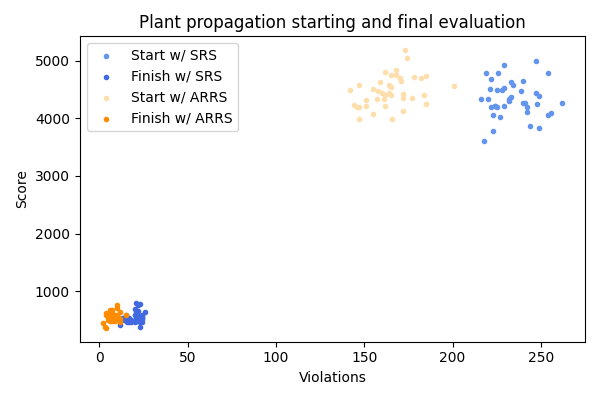 Plant propagation starting and final evaluation
Start w/ SRS
Finish w/ SRS
Start w/ ARRS
Finish w/ ARRS
Score
5000
4000
3000
2000
1000
0 50 100 150 200 250
Violations